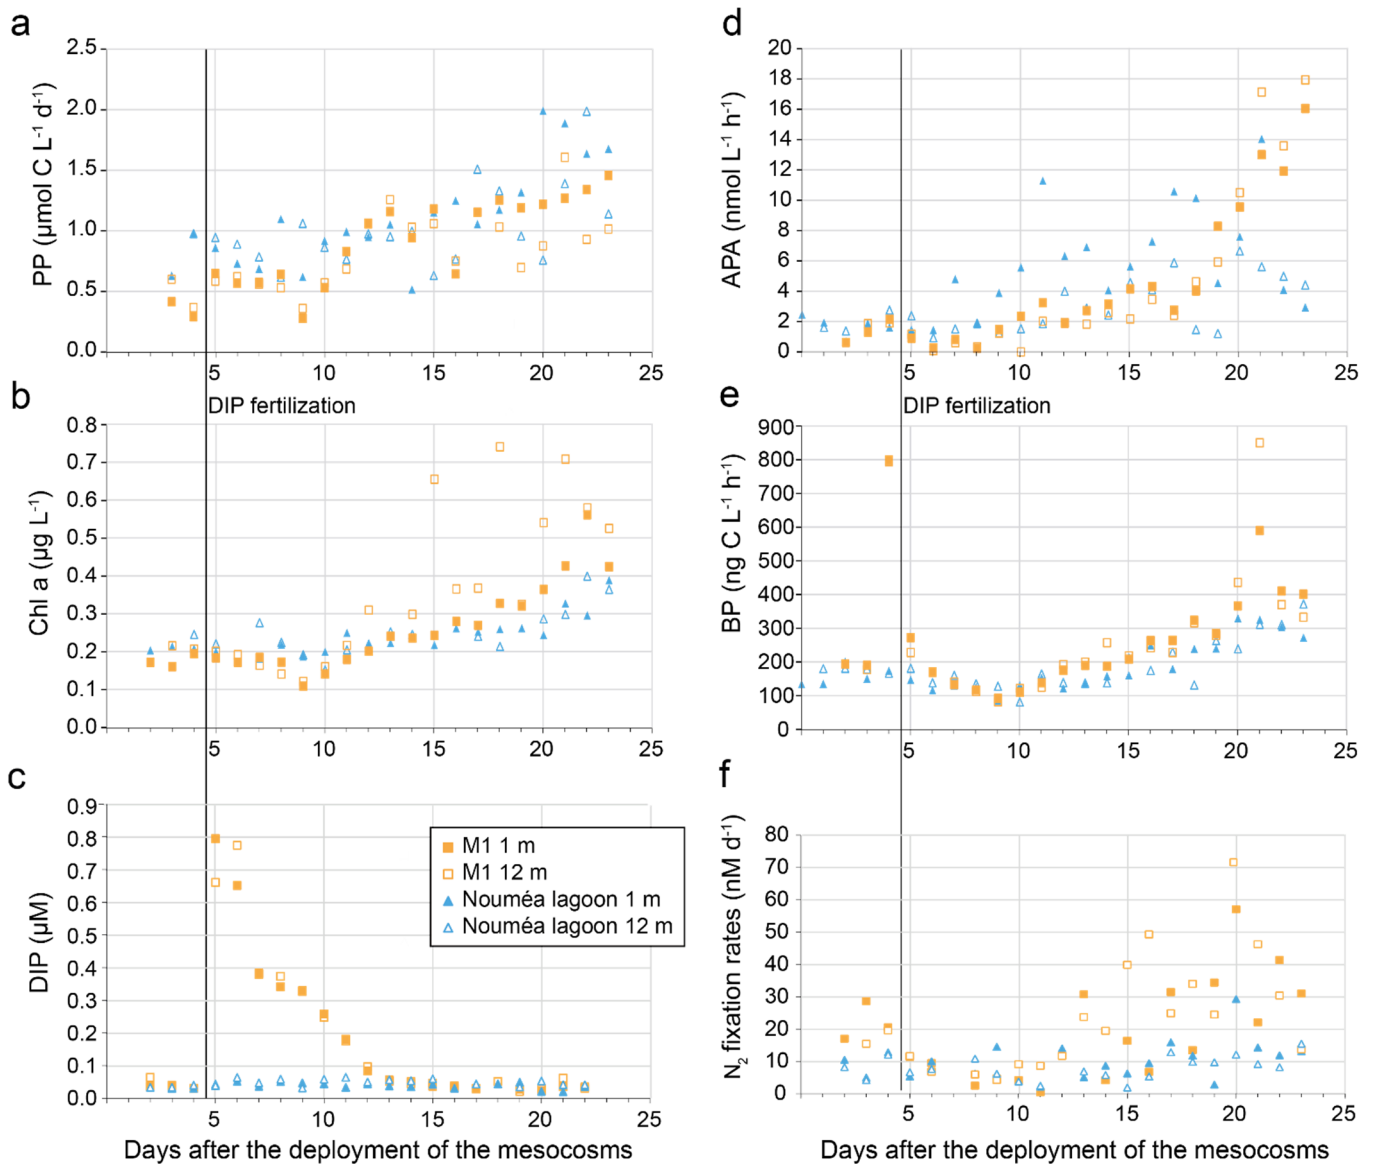 a
PP (μmol C L⁻¹ d⁻¹)
2.5
2.0
1.5
1.0
0.5
0.0
5 10 15 20 25
DIP fertilization
b
Chl a (μg L⁻¹)
0.8
0.7
0.6
0.5
0.4
0.3
0.2
0.1
0.0
5 10 15 20 25
c
DIP (μM)
0.9
0.8
0.7
0.6
0.5
0.4
0.3
0.2
0.1
0.0
M1 1 m
M1 12 m
Nouméa lagoon 1 m
Nouméa lagoon 12 m
5 10 15 20 25
Days after the deployment of the mesocosms
d
APA (nmol L⁻¹ h⁻¹)
20
18
16
14
12
10
8
6
4
2
0
5 10 15 20 25
DIP fertilization
e
BP (ng C L⁻¹ h⁻¹)
900
800
700
600
500
400
300
200
100
0
5 10 15 20 25
f
N₂ fixation rates (nM d⁻¹)
80
70
60
50
40
30
20
10
0
5 10 15 20 25
Days after the deployment of the mesocosms